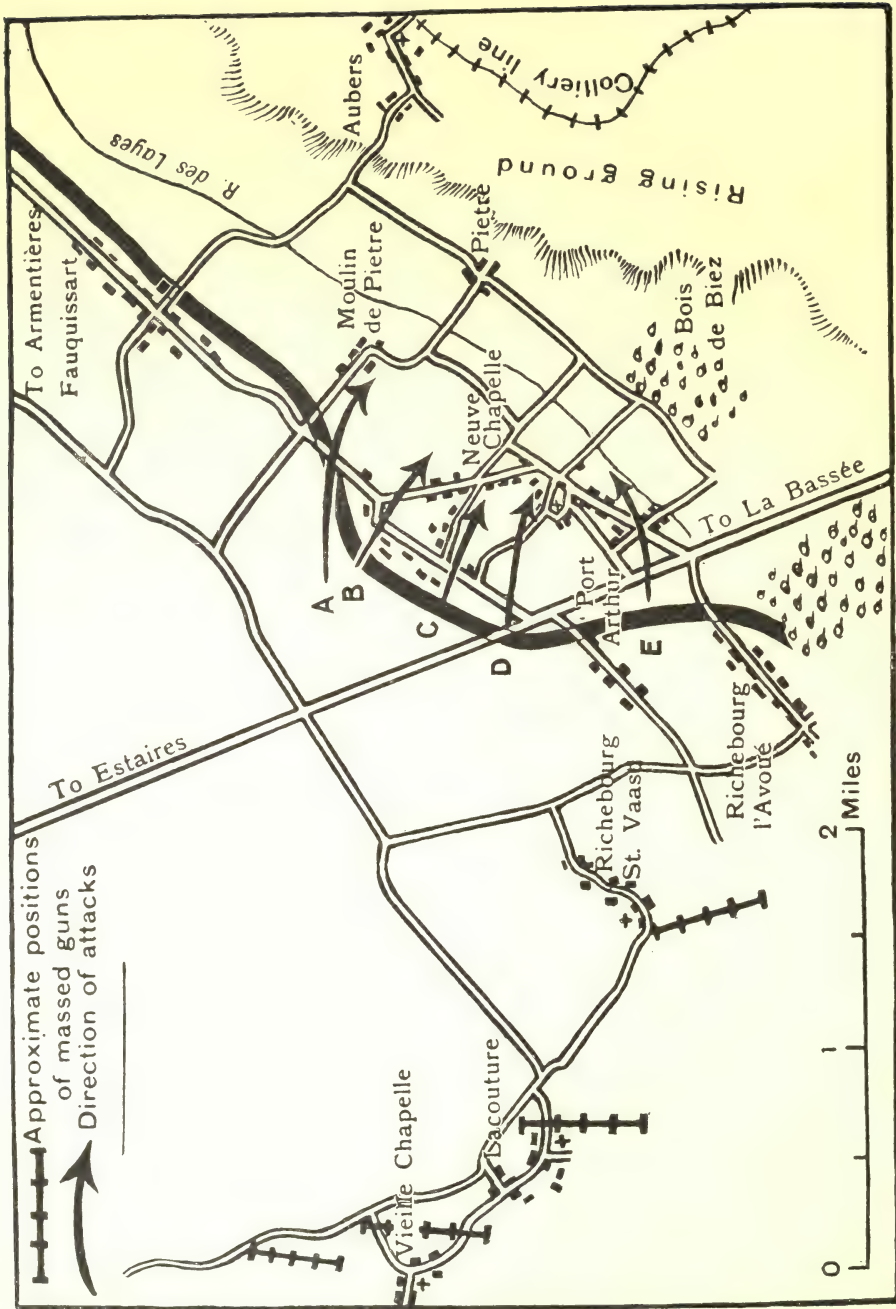 Approximate positions
of massed guns
Direction of attacks
To Estaires
To Armentières
Fauquissart
R. des Layes
Aubers
Colliery line
Rising ground
Moulin
de Pietre
Pietre
Neuve
Chapelle
Bois
de Biez
A
B
C
D
E
Port
Arthur
To La Bassée
Richebourg
St. Vaast
Richebourg
l'Avoué
Vieille Chapelle
Lacouture
0
1
2
Miles